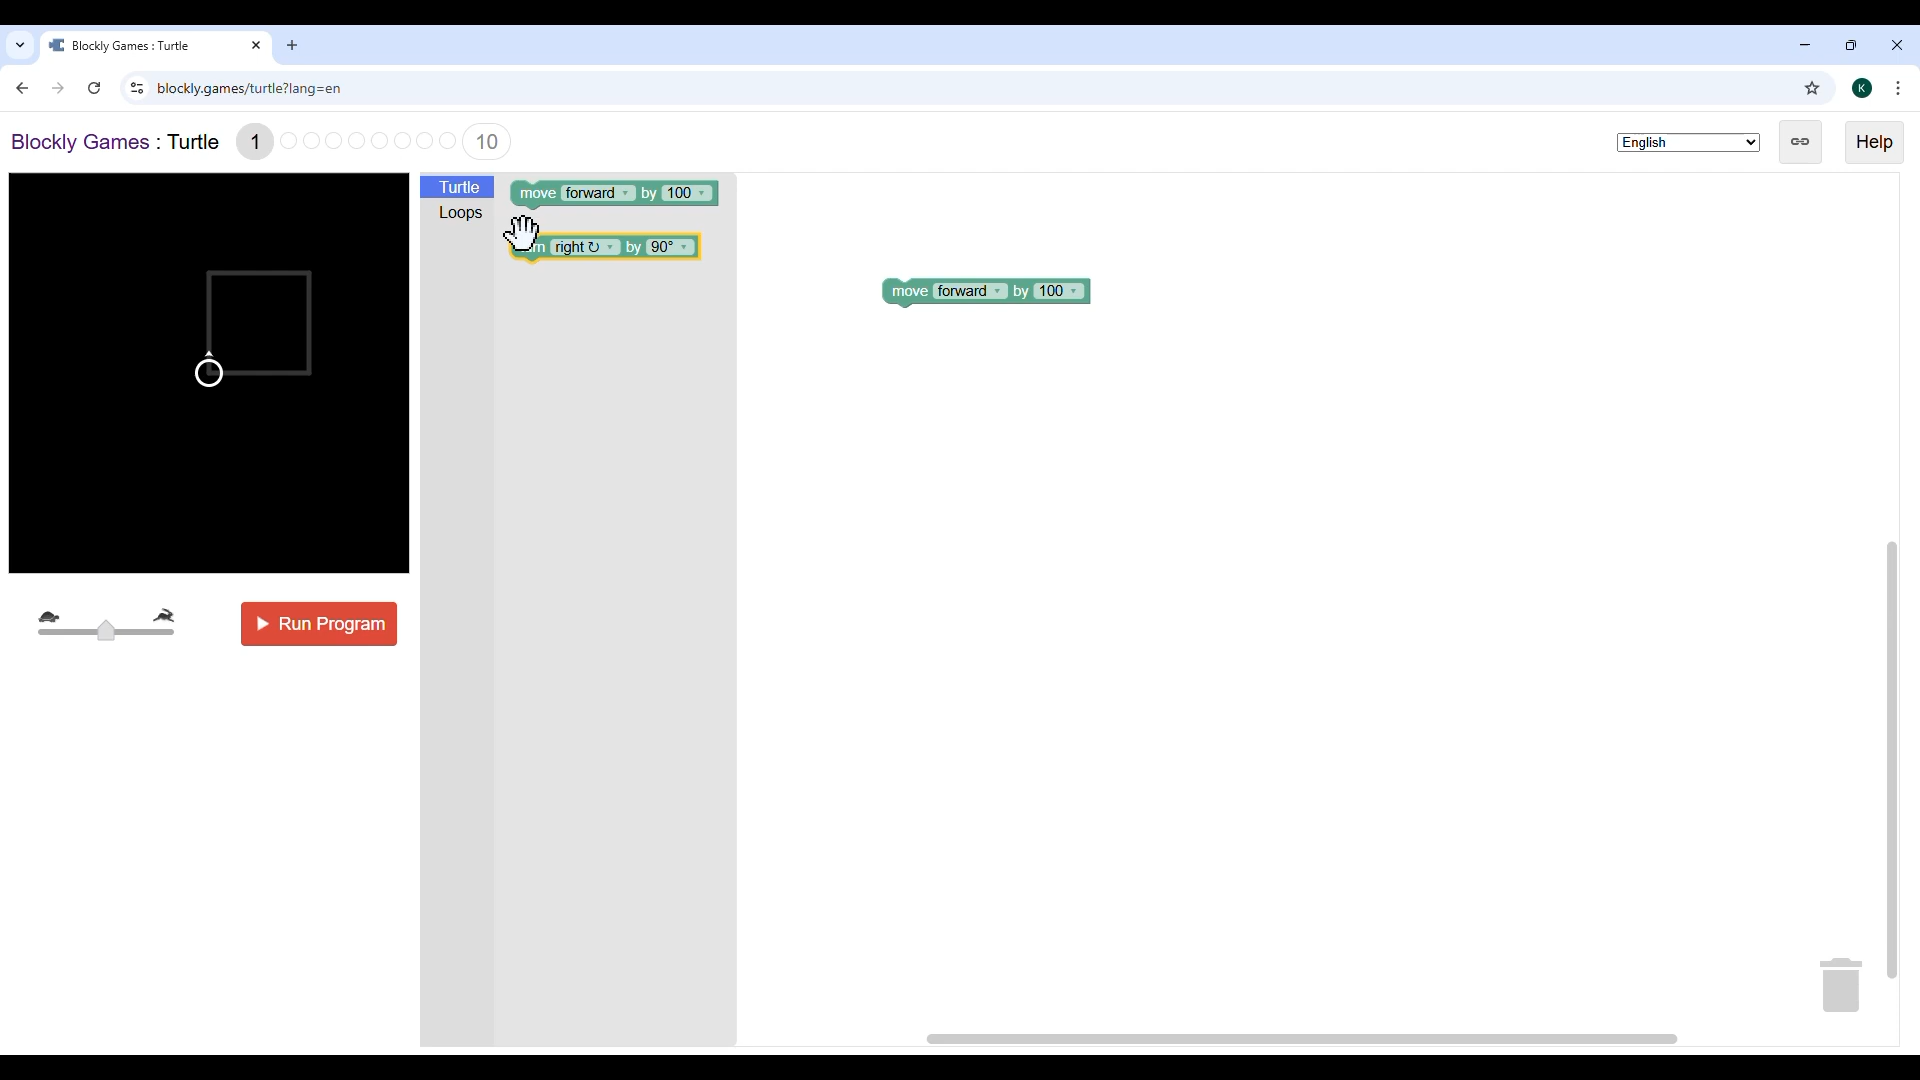 Blockly Games : Turtle
blockly.games/turtle?lang=en
K
Blockly Games : Turtle 1 10
English
Help
Turtle
Loops
move forward by 100
right ↻ by 90°
move forward by 100
Run Program